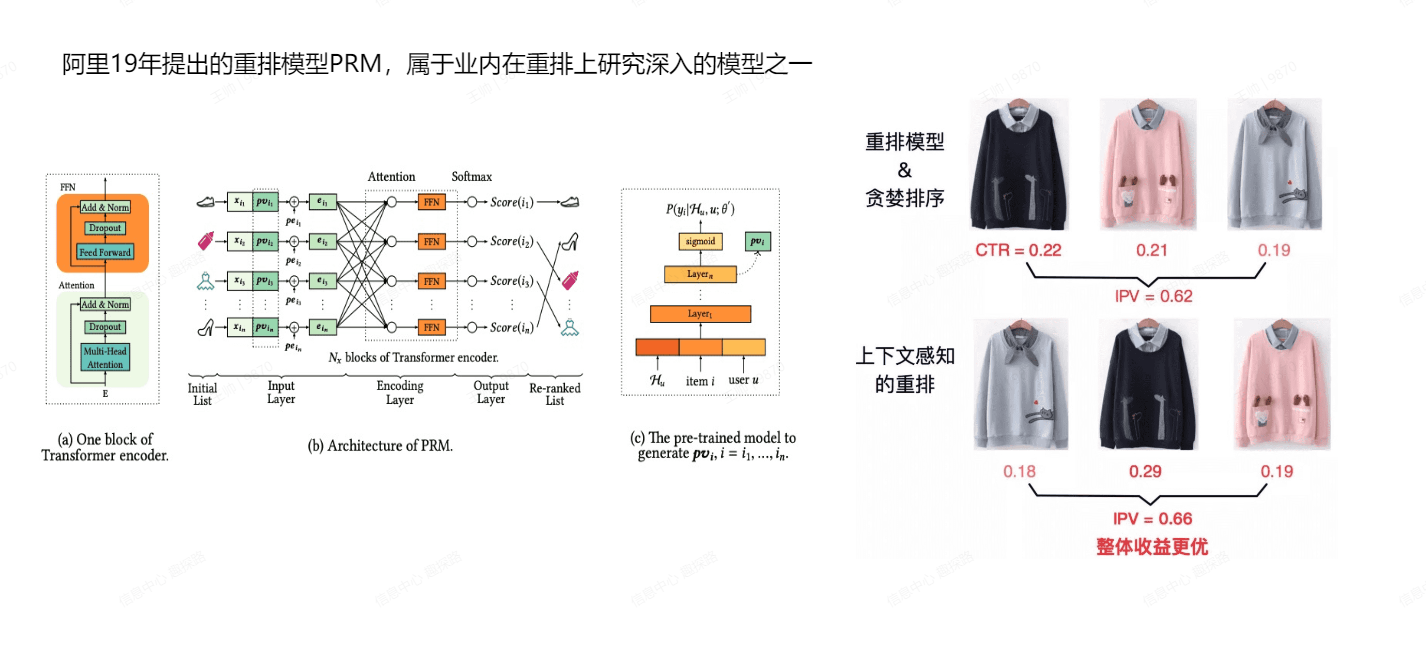 阿里19年提出的重排模型PRM，属于业内在重排上研究深入的模型之一
FFN
Add & Norm
Dropout
Feed Forward
Attention
Add & Norm
Dropout
Multi-Head
Attention
E
(a) One block of
Transformer encoder.
Attention
Softmax
x_{i_1} pv_{i_1} pe_{i_1} e_{i_1} FFN Score(i_1)
x_{i_2} pv_{i_2} pe_{i_2} e_{i_2} FFN Score(i_2)
x_{i_3} pv_{i_3} pe_{i_3} e_{i_3} FFN Score(i_3)
x_{i_n} pv_{i_n} pe_{i_n} e_{i_n} FFN Score(i_n)
N_x blocks of Transformer encoder.
Initial
List
Input
Layer
Encoding
Layer
Output
Layer
Re-ranked
List
(b) Architecture of PRM.
P(y_i|H_u, u; θ')
sigmoid
pv_i
Layer_n
Layer_1
H_u item i user u
(c) The pre-trained model to
generate pv_i, i = i_1, ..., i_n.
重排模型
&
贪婪排序
CTR = 0.22 0.21 0.19
IPV = 0.62
上下文感知
的重排
0.18 0.29 0.19
IPV = 0.66
整体收益更优